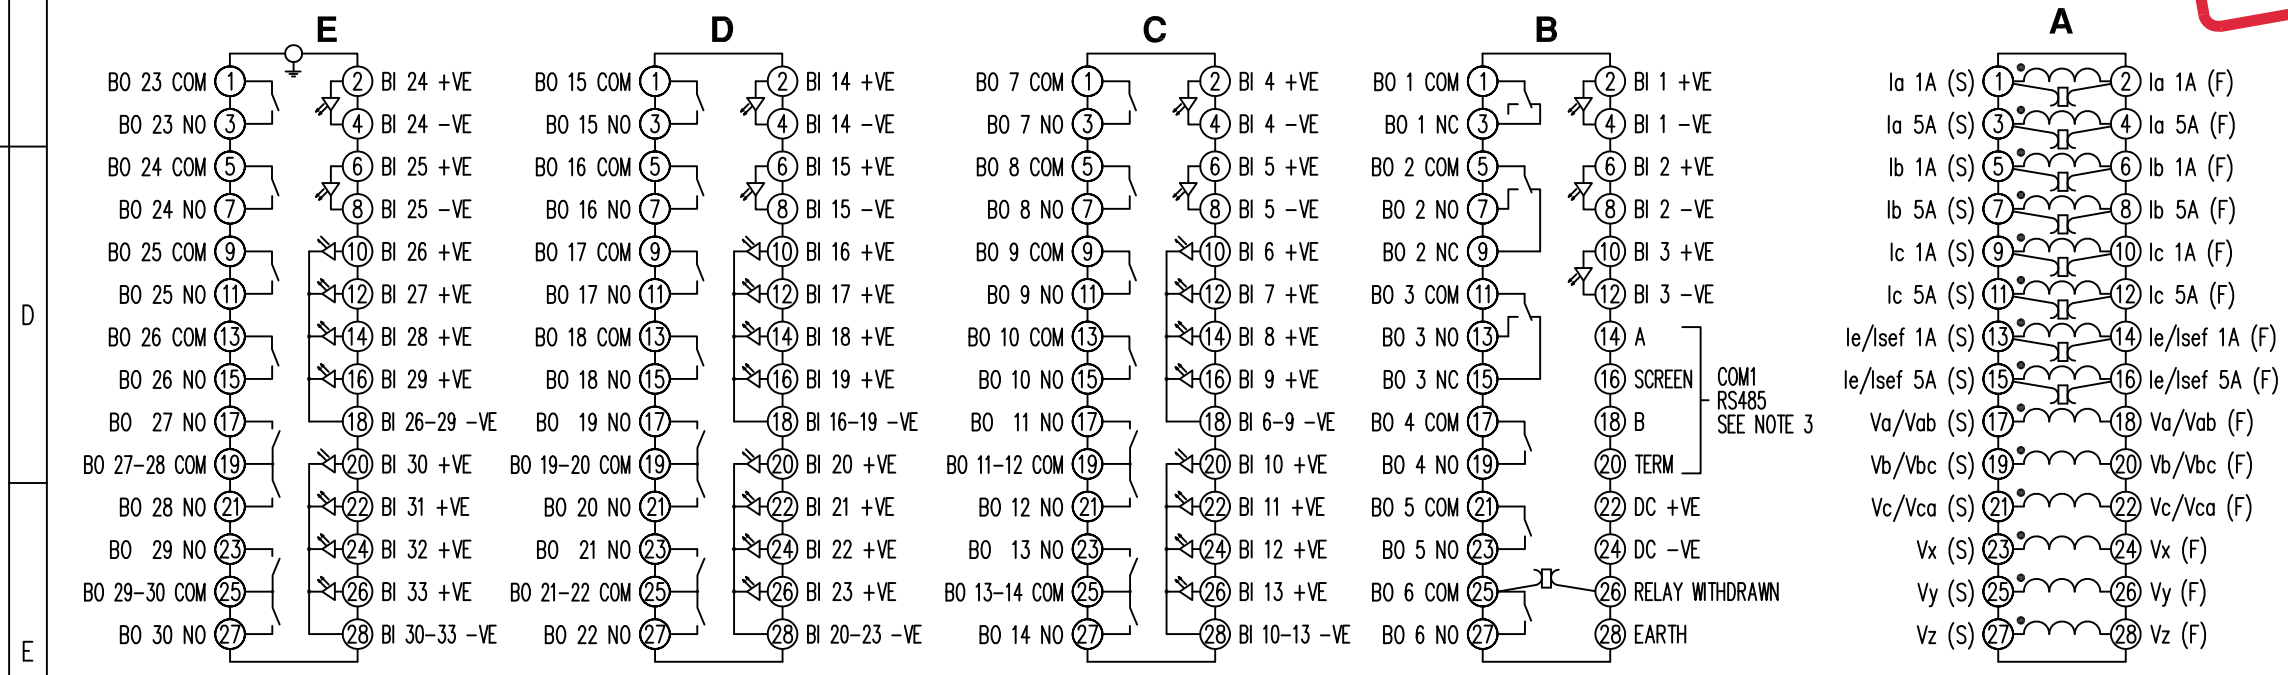 E D C B A
BO 23 COM 1 2 BI 24 +VE BO 15 COM 1 2 BI 14 +VE BO 7 COM 1 2 BI 4 +VE BO 1 COM 1 2 BI 1 +VE Ia 1A (S) 1 2 Ia 1A (F)
BO 23 NO 3 4 BI 24 -VE BO 15 NO 3 4 BI 14 -VE BO 7 NO 3 4 BI 4 -VE BO 1 NC 3 4 BI 1 -VE Ia 5A (S) 3 4 Ia 5A (F)
BO 24 COM 5 6 BI 25 +VE BO 16 COM 5 6 BI 15 +VE BO 8 COM 5 6 BI 5 +VE BO 2 COM 5 6 BI 2 +VE Ib 1A (S) 5 6 Ib 1A (F)
BO 24 NO 7 8 BI 25 -VE BO 16 NO 7 8 BI 15 -VE BO 8 NO 7 8 BI 5 -VE BO 2 NO 7 8 BI 2 -VE Ib 5A (S) 7 8 Ib 5A (F)
BO 25 COM 9 10 BI 26 +VE BO 17 COM 9 10 BI 16 +VE BO 9 COM 9 10 BI 6 +VE BO 2 NC 9 10 BI 3 +VE Ic 1A (S) 9 10 Ic 1A (F)
BO 25 NO 11 12 BI 27 +VE BO 17 NO 11 12 BI 17 +VE BO 9 NO 11 12 BI 7 +VE BO 3 COM 11 12 BI 3 -VE Ic 5A (S) 11 12 Ic 5A (F)
D
BO 26 COM 13 14 BI 28 +VE BO 18 COM 13 14 BI 18 +VE BO 10 COM 13 14 BI 8 +VE BO 3 NO 13 14 A Ie/Isef 1A (S) 13 14 Ie/Isef 1A (F)
BO 26 NO 15 16 BI 29 +VE BO 18 NO 15 16 BI 19 +VE BO 10 NO 15 16 BI 9 +VE BO 3 NC 15 16 SCREEN Ie/Isef 5A (S) 15 16 Ie/Isef 5A (F)
COM1
RS485
SEE NOTE 3
BO 27 NO 17 18 BI 26-29 -VE BO 19 NO 17 18 BI 16-19 -VE BO 11 NO 17 18 BI 6-9 -VE BO 4 COM 17 18 B Va/Vab (S) 17 18 Va/Vab (F)
BO 27-28 COM 19 20 BI 30 +VE BO 19-20 COM 19 20 BI 20 +VE BO 11-12 COM 19 20 BI 10 +VE BO 4 NO 19 20 TERM Vb/Vbc (S) 19 20 Vb/Vbc (F)
BO 28 NO 21 22 BI 31 +VE BO 20 NO 21 22 BI 21 +VE BO 12 NO 21 22 BI 11 +VE BO 5 COM 21 22 DC +VE Vc/Vca (S) 21 22 Vc/Vca (F)
BO 29 NO 23 24 BI 32 +VE BO 21 NO 23 24 BI 22 +VE BO 13 NO 23 24 BI 12 +VE BO 5 NO 23 24 DC -VE Vx (S) 23 24 Vx (F)
BO 29-30 COM 25 26 BI 33 +VE BO 21-22 COM 25 26 BI 23 +VE BO 13-14 COM 25 26 BI 13 +VE BO 6 COM 25 26 RELAY WITHDRAWN Vy (S) 25 26 Vy (F)
BO 30 NO 27 28 BI 30-33 -VE BO 22 NO 27 28 BI 20-23 -VE BO 14 NO 27 28 BI 10-13 -VE BO 6 NO 27 28 EARTH Vz (S) 27 28 Vz (F)
E